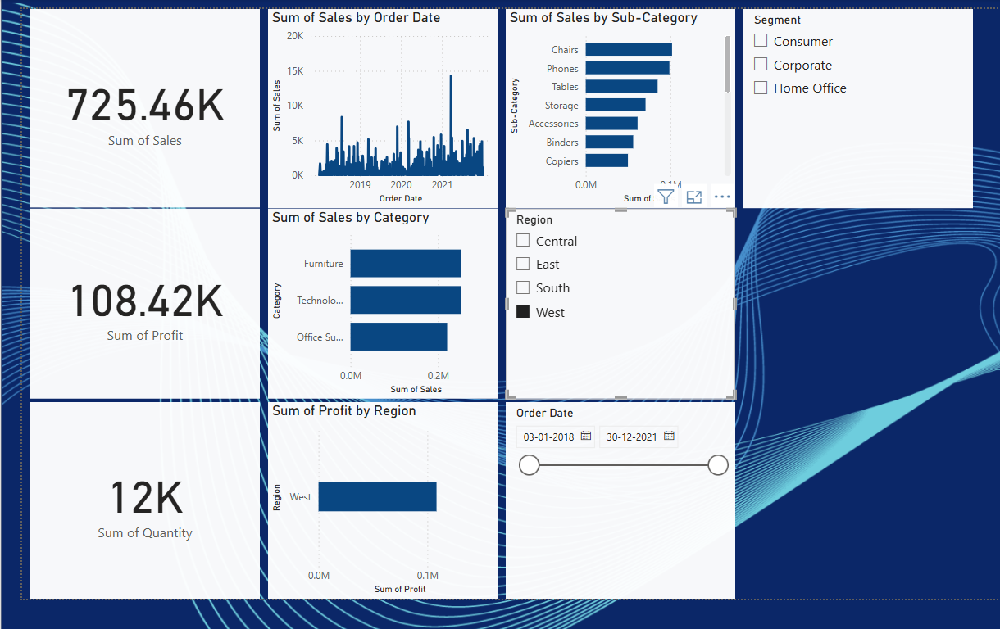 725.46K
Sum of Sales
Sum of Sales by Order Date
20K
15K
10K
5K
0K
Sum of Sales
2019 2020 2021
Order Date
Sum of Sales by Sub-Category
Sub-Category
Chairs
Phones
Tables
Storage
Accessories
Binders
Copiers
0.0M 0.1M
Sum of
Segment
Consumer
Corporate
Home Office
108.42K
Sum of Profit
Sum of Sales by Category
Category
Furniture
Technolo...
Office Su...
0.0M 0.2M
Sum of Sales
Region
Central
East
South
West
12K
Sum of Quantity
Sum of Profit by Region
Region
West
0.0M 0.1M
Sum of Profit
Order Date
03-01-2018 30-12-2021